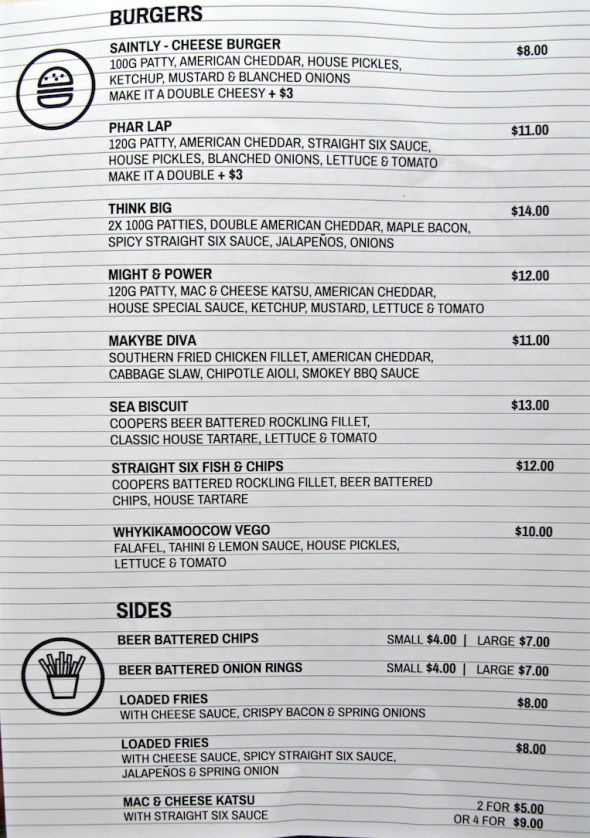 BURGERS
SAINTLY - CHEESE BURGER $8.00
100G PATTY, AMERICAN CHEDDAR, HOUSE PICKLES,
KETCHUP, MUSTARD & BLANCHED ONIONS
MAKE IT A DOUBLE CHEESY + $3
PHAR LAP $11.00
120G PATTY, AMERICAN CHEDDAR, STRAIGHT SIX SAUCE,
HOUSE PICKLES, BLANCHED ONIONS, LETTUCE & TOMATO
MAKE IT A DOUBLE + $3
THINK BIG $14.00
2X 100G PATTIES, DOUBLE AMERICAN CHEDDAR, MAPLE BACON,
SPICY STRAIGHT SIX SAUCE, JALAPEÑOS, ONIONS
MIGHT & POWER $12.00
120G PATTY, MAC & CHEESE KATSU, AMERICAN CHEDDAR,
HOUSE SPECIAL SAUCE, KETCHUP, MUSTARD, LETTUCE & TOMATO
MAKYBE DIVA $11.00
SOUTHERN FRIED CHICKEN FILLET, AMERICAN CHEDDAR,
CABBAGE SLAW, CHIPOTLE AIOLI, SMOKEY BBQ SAUCE
SEA BISCUIT $13.00
COOPERS BEER BATTERED ROCKLING FILLET,
CLASSIC HOUSE TARTARE, LETTUCE & TOMATO
STRAIGHT SIX FISH & CHIPS $12.00
COOPERS BATTERED ROCKLING FILLET, BEER BATTERED
CHIPS, HOUSE TARTARE
WHYKIKAMOOCOW VEGO $10.00
FALAFEL, TAHINI & LEMON SAUCE, HOUSE PICKLES,
LETTUCE & TOMATO
SIDES
BEER BATTERED CHIPS SMALL $4.00 | LARGE $7.00
BEER BATTERED ONION RINGS SMALL $4.00 | LARGE $7.00
LOADED FRIES $8.00
WITH CHEESE SAUCE, CRISPY BACON & SPRING ONIONS
LOADED FRIES $8.00
WITH CHEESE SAUCE, SPICY STRAIGHT SIX SAUCE,
JALAPEÑOS & SPRING ONION
MAC & CHEESE KATSU 2 FOR $5.00
WITH STRAIGHT SIX SAUCE OR 4 FOR $9.00